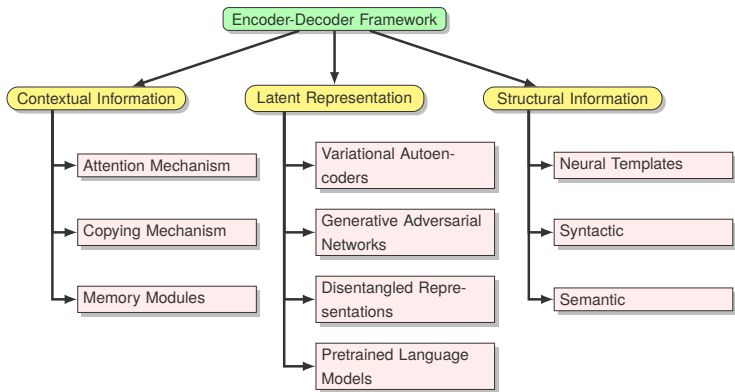 Encoder-Decoder Framework
Contextual Information
Attention Mechanism
Copying Mechanism
Memory Modules
Latent Representation
Variational Autoen-
coders
Generative Adversarial
Networks
Disentangled Repre-
sentations
Pretrained Language
Models
Structural Information
Neural Templates
Syntactic
Semantic